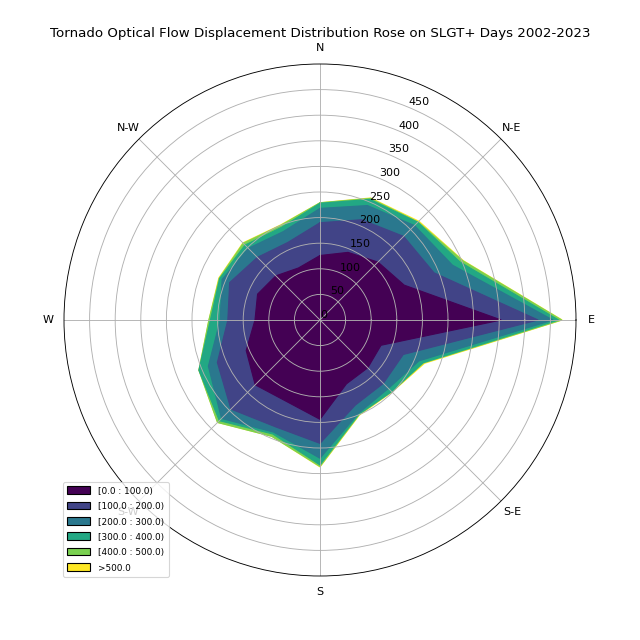 Tornado Optical Flow Displacement Distribution Rose on SLGT+ Days 2002-2023
N
N-W
N-E
450
400
350
300
250
200
150
100
50
0
W
E
S-W
S-E
S
[0.0 : 100.0)
[100.0 : 200.0)
[200.0 : 300.0)
[300.0 : 400.0)
[400.0 : 500.0)
>500.0